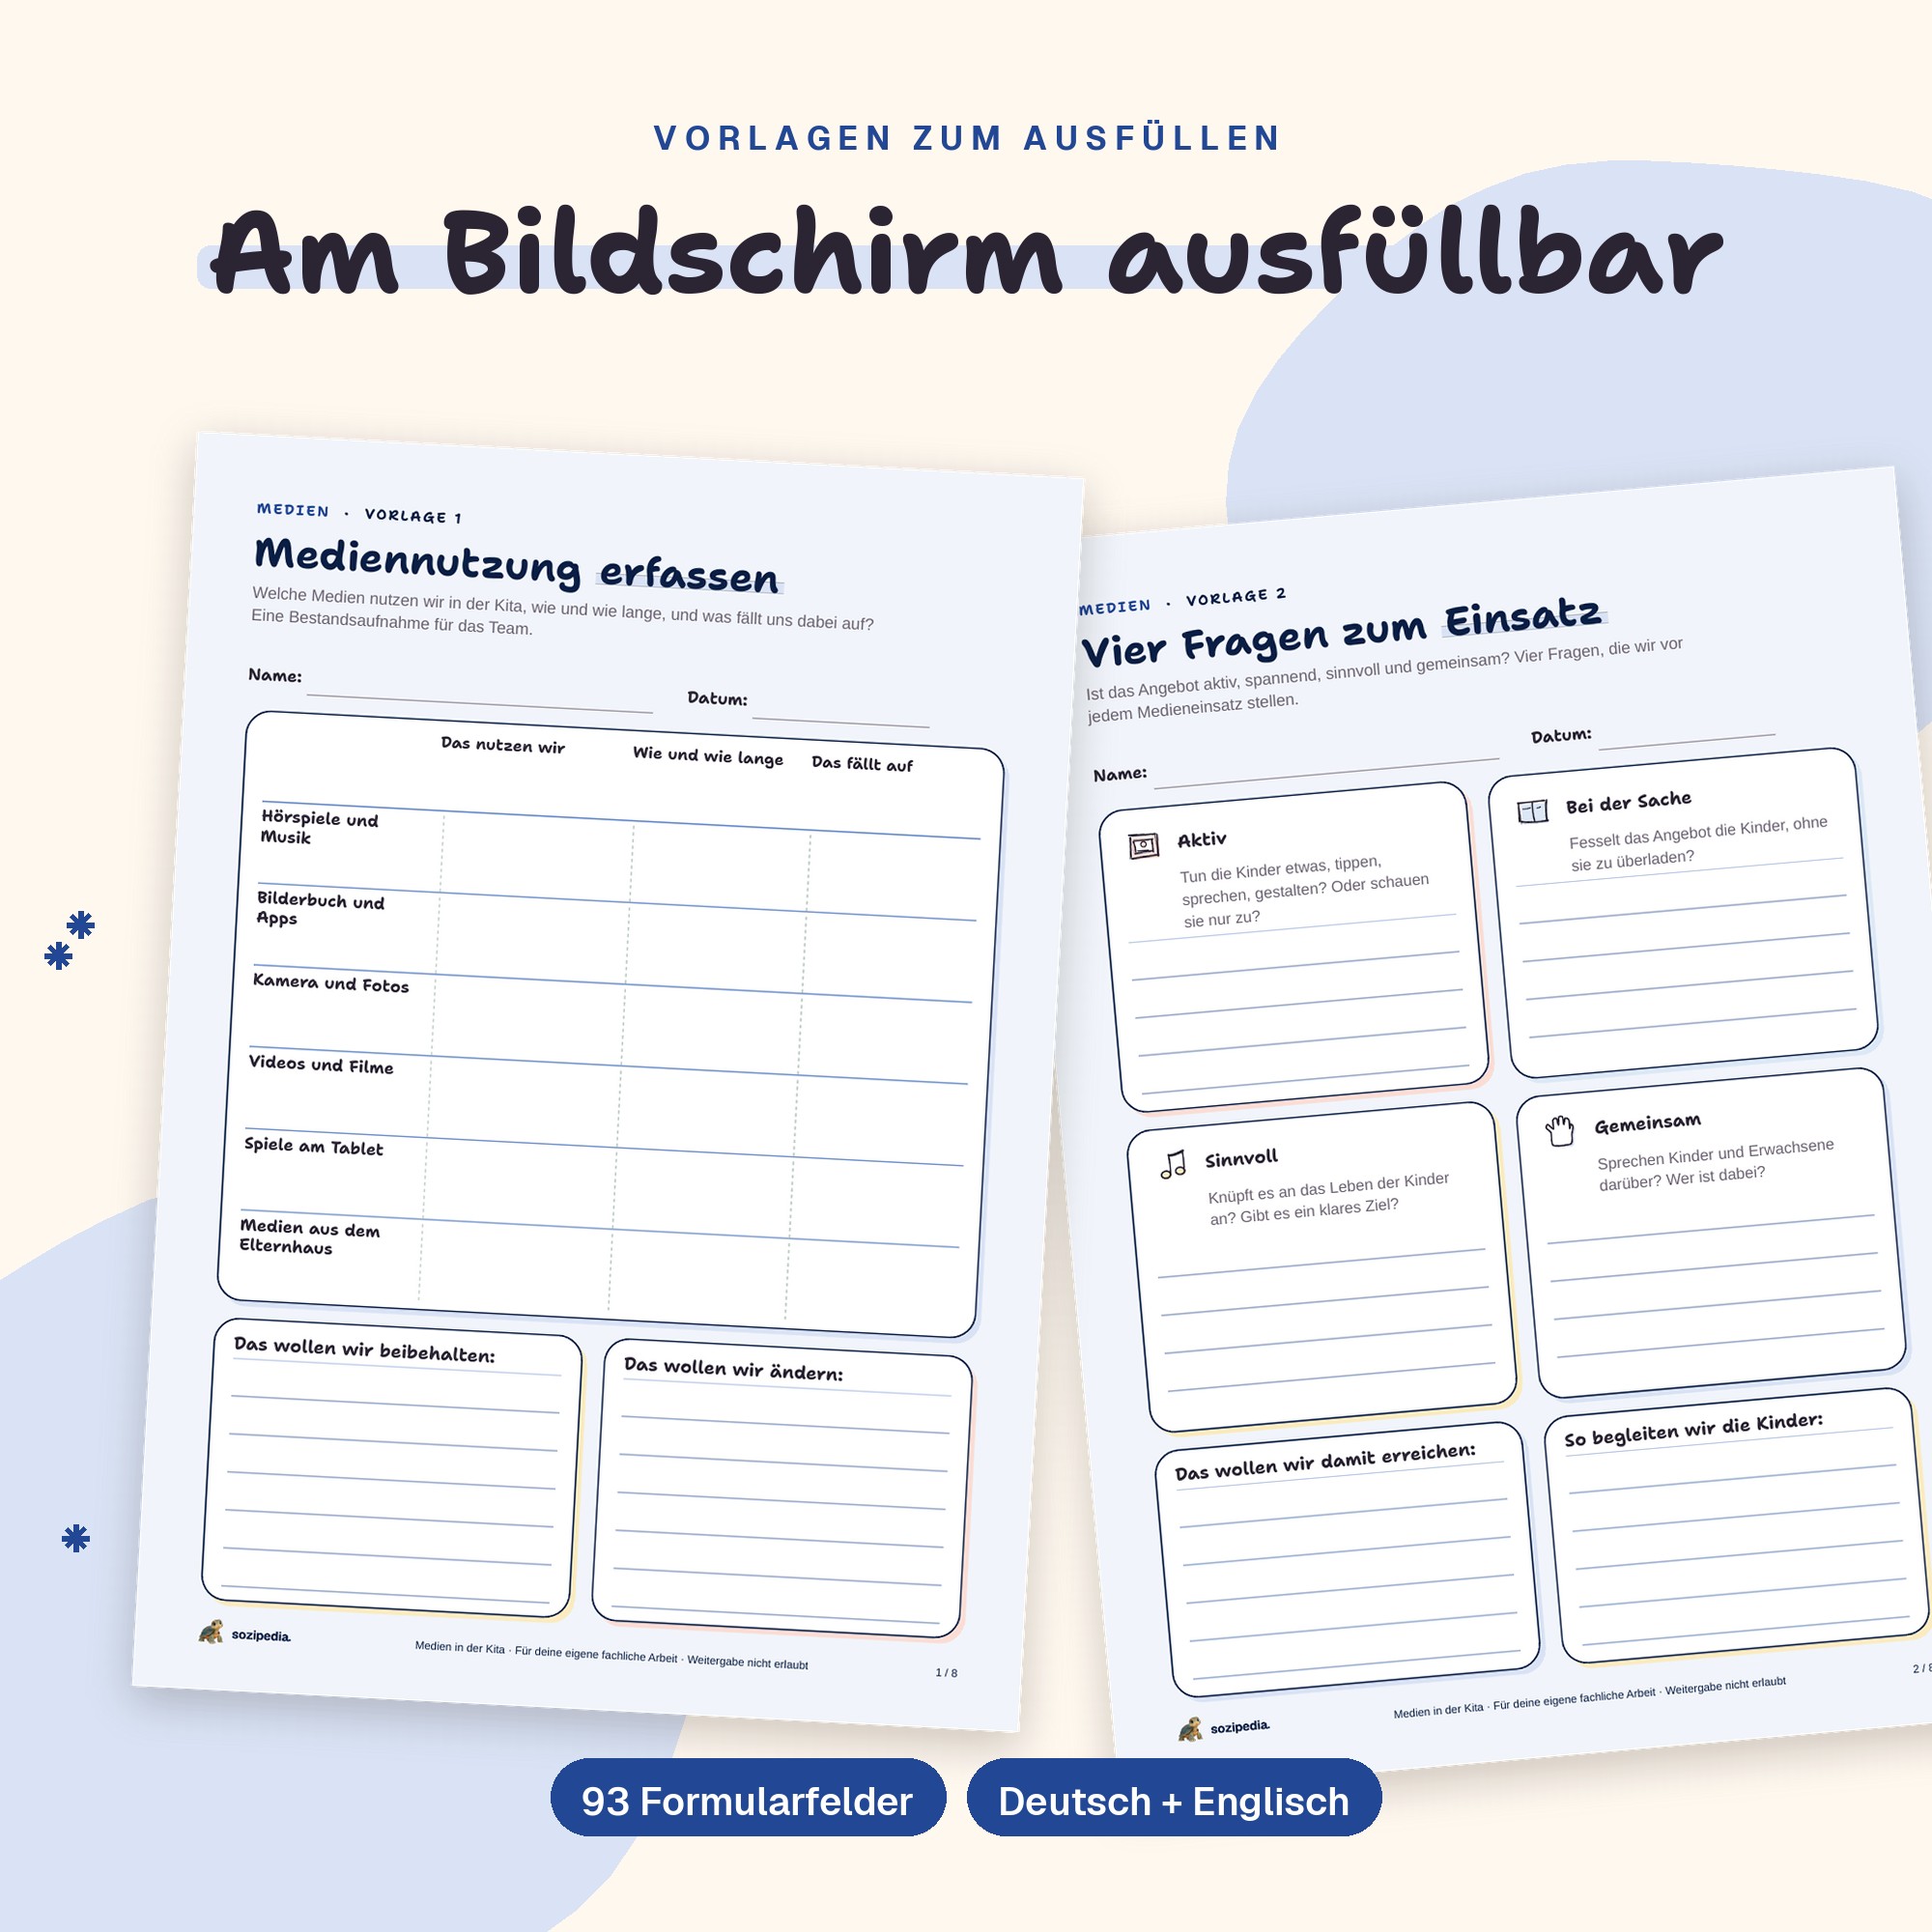 VORLAGEN ZUM AUSFÜLLEN
Am Bildschirm ausfüllbar
MEDIEN · VORLAGE 1
Mediennutzung erfassen
Welche Medien nutzen wir in der Kita, wie und wie lange, und was fällt uns dabei auf?
Eine Bestandsaufnahme für das Team.
Name:
Datum:
Das nutzen wir
Wie und wie lange
Das fällt auf
Hörspiele und
Musik
Bilderbuch und
Apps
Kamera und Fotos
Videos und Filme
Spiele am Tablet
Medien aus dem
Elternhaus
Das wollen wir beibehalten:
Das wollen wir ändern:
sozipedia.
Medien in der Kita · Für deine eigene fachliche Arbeit · Weitergabe nicht erlaubt
1 / 8
MEDIEN · VORLAGE 2
Vier Fragen zum Einsatz
Ist das Angebot aktiv, spannend, sinnvoll und gemeinsam? Vier Fragen, die wir vor
jedem Medieneinsatz stellen.
Name:
Datum:
Aktiv
Tun die Kinder etwas, tippen,
sprechen, gestalten? Oder schauen
sie nur zu?
Bei der Sache
Fesselt das Angebot die Kinder, ohne
sie zu überladen?
Sinnvoll
Knüpft es an das Leben der Kinder
an? Gibt es ein klares Ziel?
Gemeinsam
Sprechen Kinder und Erwachsene
darüber? Wer ist dabei?
Das wollen wir damit erreichen:
So begleiten wir die Kinder:
sozipedia.
Medien in der Kita · Für deine eigene fachliche Arbeit · Weitergabe nicht erlaubt
2 / 8
93 Formularfelder
Deutsch + Englisch